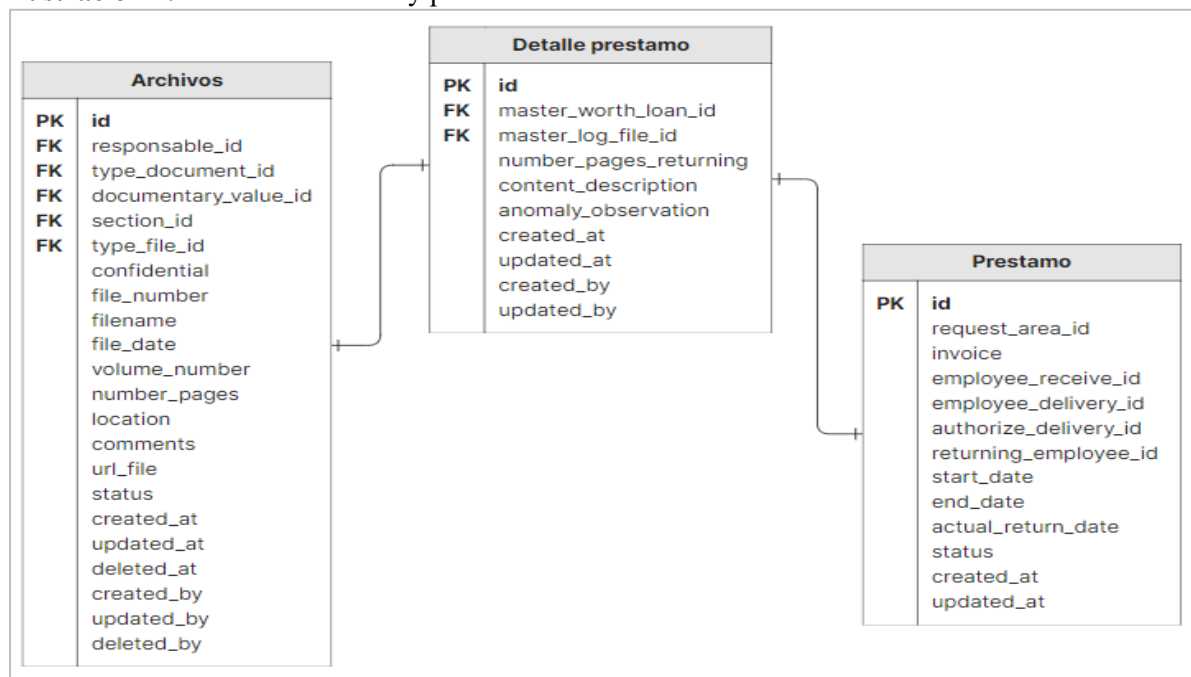 Archivos
PK id
FK responsable_id
FK type_document_id
FK documentary_value_id
FK section_id
FK type_file_id
confidential
file_number
filename
file_date
volume_number
number_pages
location
comments
url_file
status
created_at
updated_at
deleted_at
created_by
updated_by
deleted_by
Detalle prestamo
PK id
FK master_worth_loan_id
FK master_log_file_id
number_pages_returning
content_description
anomaly_observation
created_at
updated_at
created_by
updated_by
Prestamo
PK id
request_area_id
invoice
employee_receive_id
employee_delivery_id
authorize_delivery_id
returning_employee_id
start_date
end_date
actual_return_date
status
created_at
updated_at